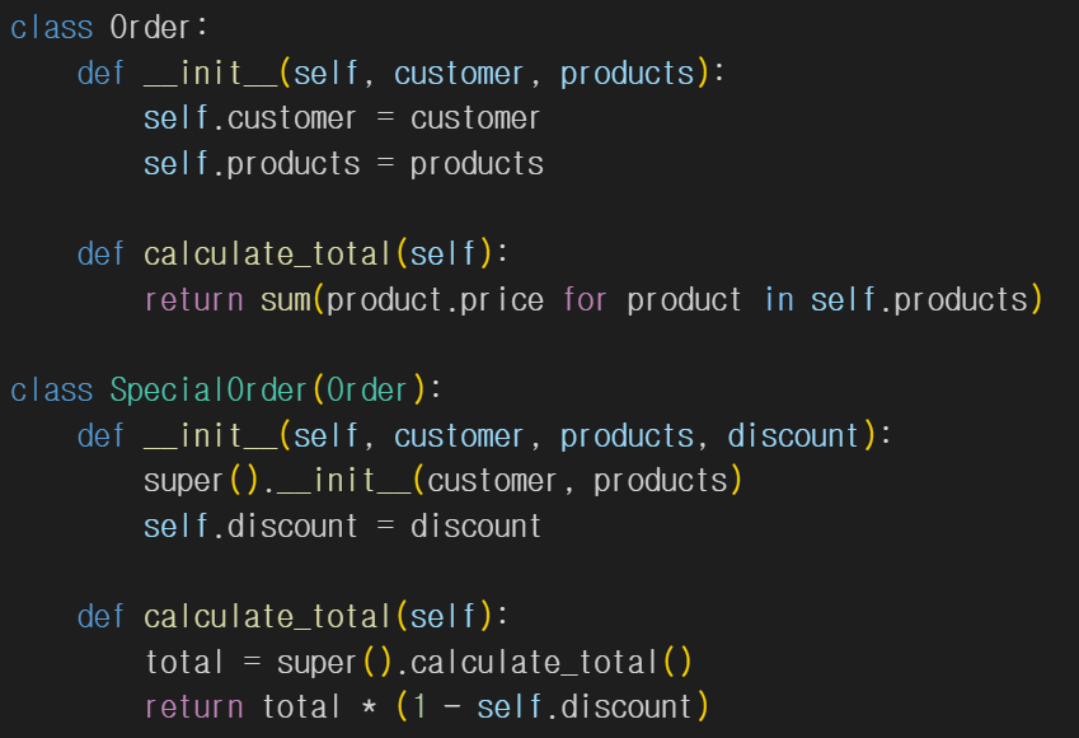 class Order:
    def __init__(self, customer, products):
        self.customer = customer
        self.products = products

    def calculate_total(self):
        return sum(product.price for product in self.products)

class SpecialOrder(Order):
    def __init__(self, customer, products, discount):
        super().__init__(customer, products)
        self.discount = discount

    def calculate_total(self):
        total = super().calculate_total()
        return total * (1 - self.discount)